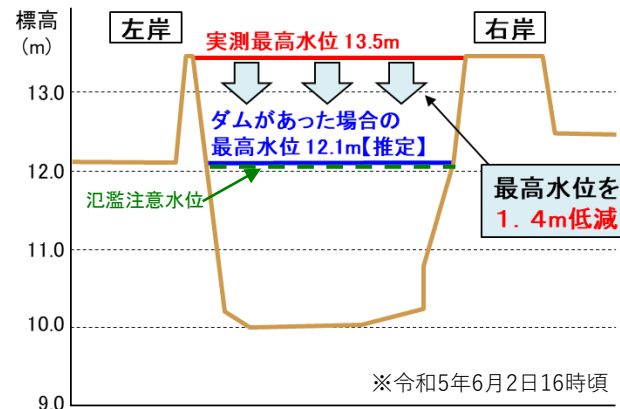 標高
(m)
左岸
右岸
実測最高水位 13.5m
13.0
ダムがあった場合の
最高水位 12.1m【推定】
12.0
氾濫注意水位
最高水位を
1．4m低減
11.0
10.0
※令和5年6月2日16時頃
9.0